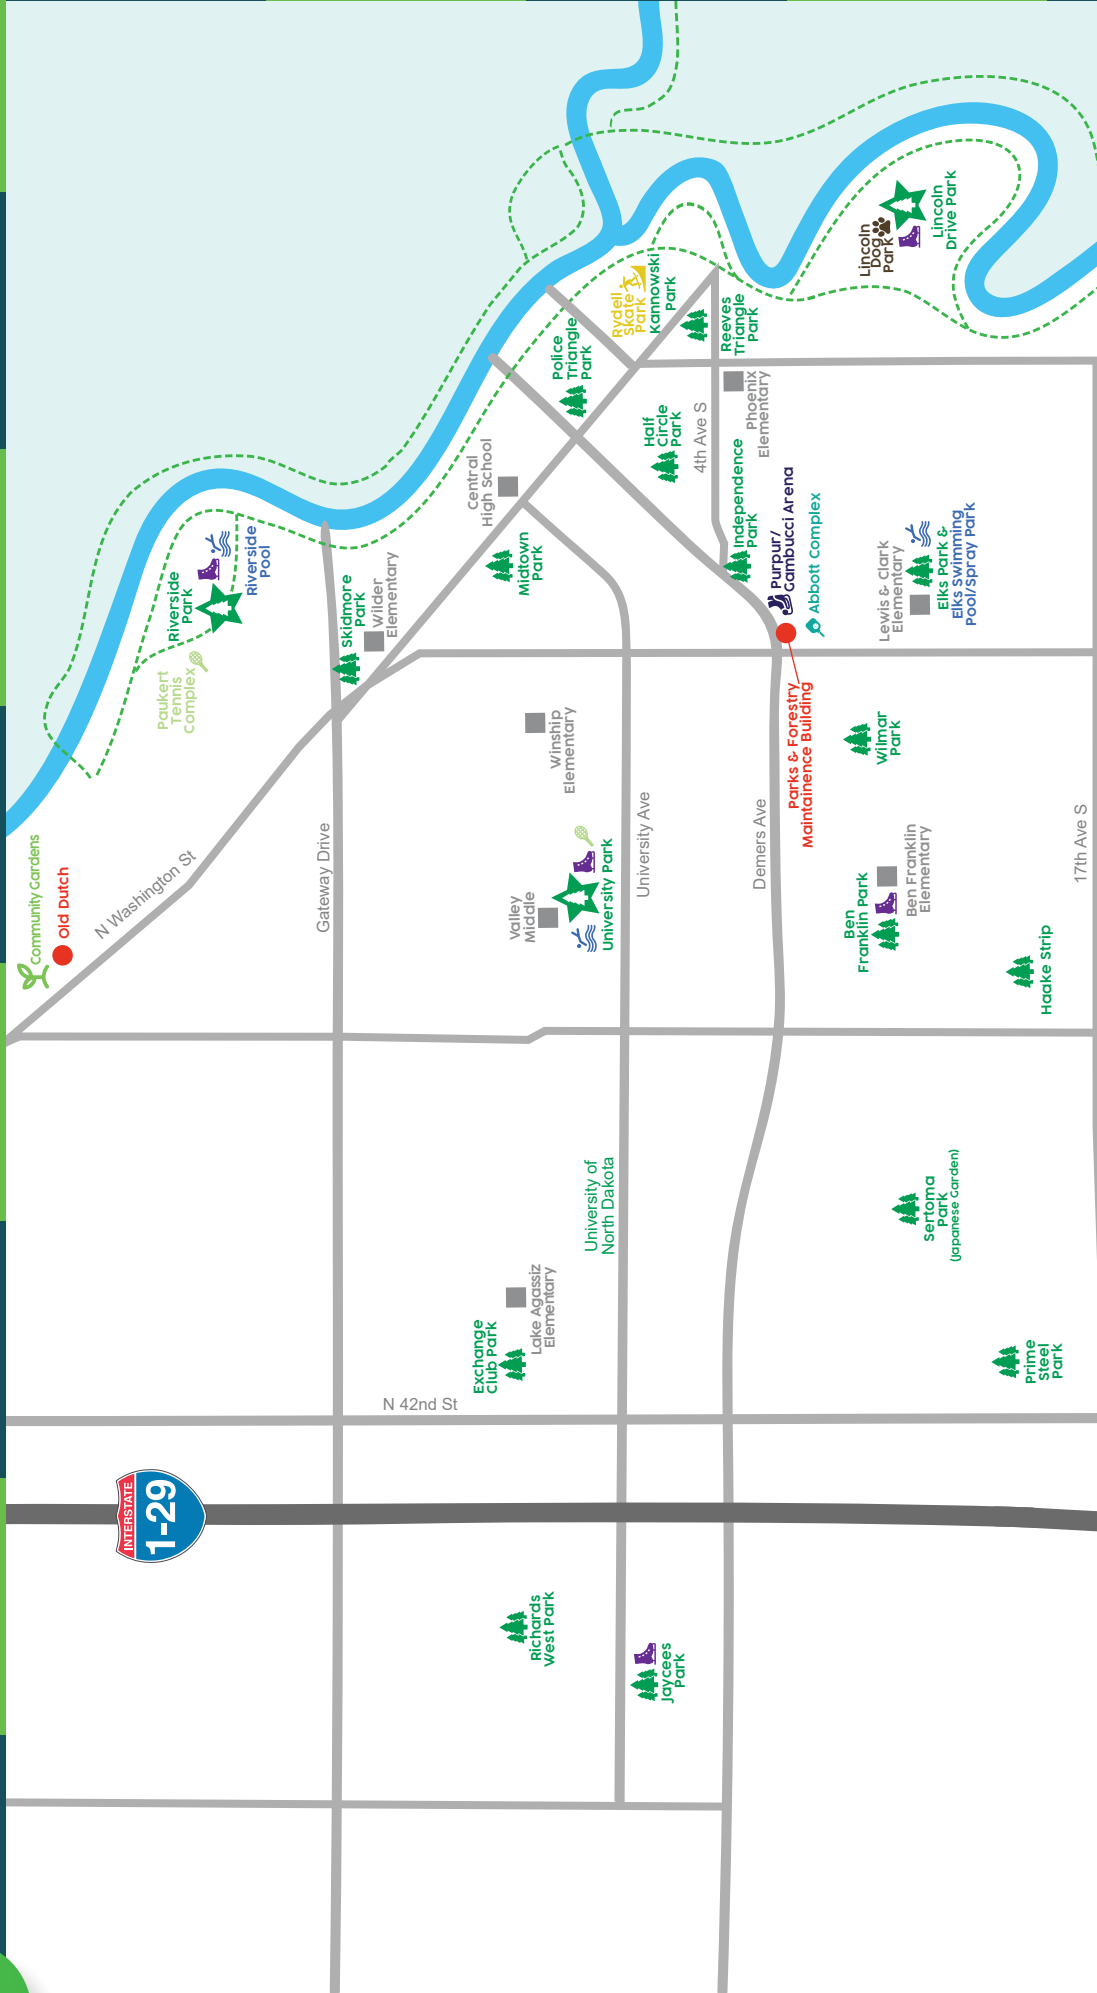 Community Gardens
Old Dutch
N Washington St
Paukert
Tennis
Complex
Riverside
Park
Riverside
Pool
Gateway Drive
Skidmore
Park
Wilder
Elementary
Central
High School
Midtown
Park
Police
Triangle
Park
Rydell
Skate
Park
Kannowski
Park
Reeves
Triangle
Park
Half
Circle
Park
4th Ave S
Phoenix
Elementary
Independence
Park
Purpur/
Gambucci Arena
Abbott Complex
Parks & Forestry
Maintainence Building
Lincoln
Dog
Park
Lincoln
Drive Park
Lewis & Clark
Elementary
Elks Park &
Elks Swimming
Pool/Spray Park
Winship
Elementary
Valley
Middle
University Park
University Ave
Demers Ave
Wilmar
Park
Ben
Franklin Park
Ben Franklin
Elementary
17th Ave S
Haake Strip
University of
North Dakota
Sertoma
Park
(Japanese Garden)
Lake Agassiz
Elementary
Exchange
Club Park
Prime
Steel
Park
N 42nd St
INTERSTATE
1-29
Richards
West Park
Jaycees
Park